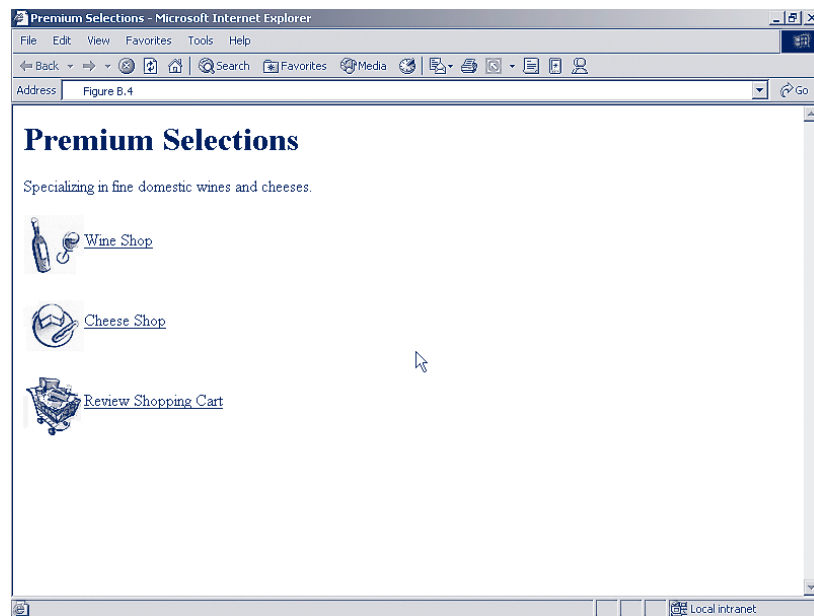 Premium Selections - Microsoft Internet Explorer
File Edit View Favorites Tools Help
Back Search Favorites Media
Address Figure B.4 Go
Premium Selections
Specializing in fine domestic wines and cheeses.
Wine Shop
Cheese Shop
Review Shopping Cart
Local intranet